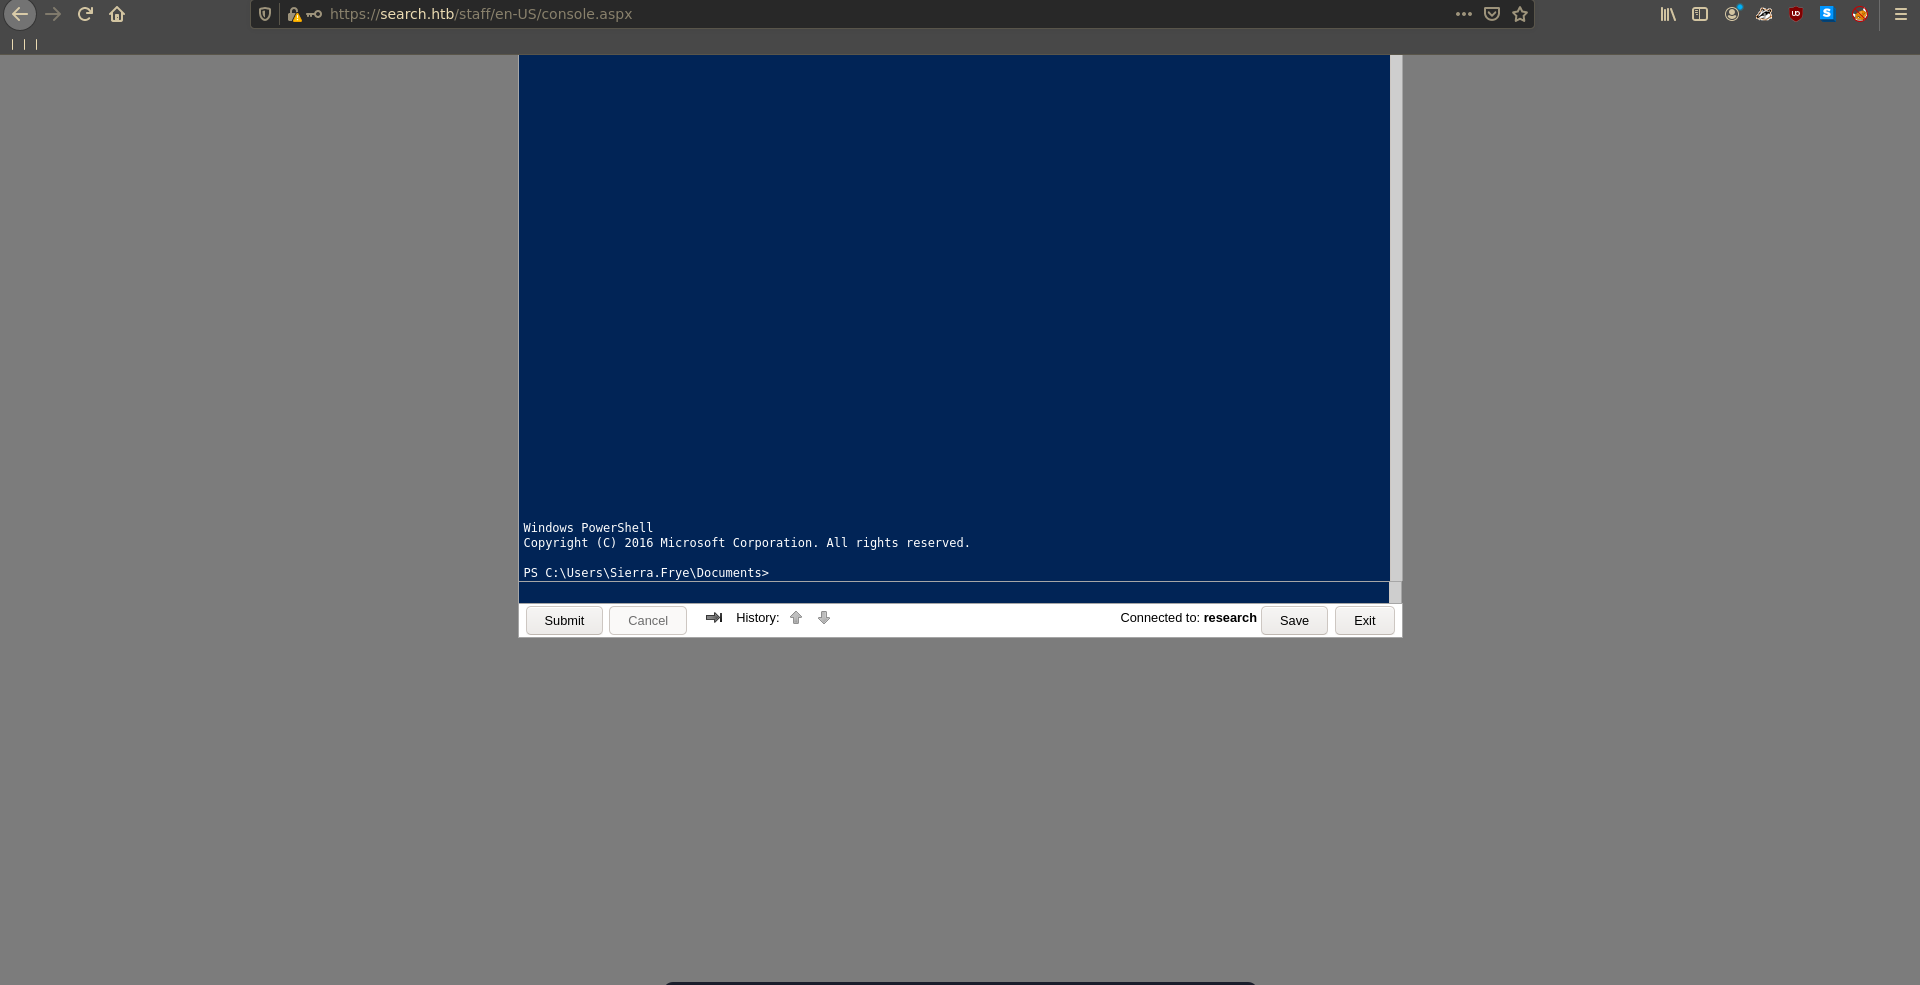 https://search.htb/staff/en-US/console.aspx
Windows PowerShell
Copyright (C) 2016 Microsoft Corporation. All rights reserved.
PS C:\Users\Sierra.Frye\Documents>
Submit Cancel History: Connected to: research Save Exit